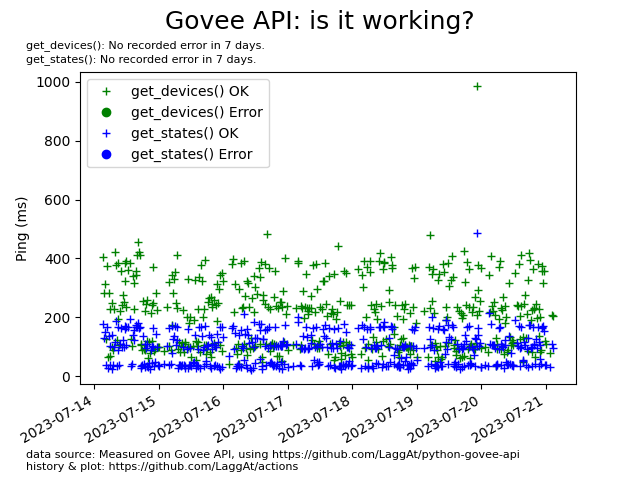 Govee API: is it working?
get_devices(): No recorded error in 7 days.
get_states(): No recorded error in 7 days.
get_devices() OK
get_devices() Error
get_states() OK
get_states() Error
Ping (ms)
1000
800
600
400
200
0
2023-07-14
2023-07-15
2023-07-16
2023-07-17
2023-07-18
2023-07-19
2023-07-20
2023-07-21
data source: Measured on Govee API, using https://github.com/LaggAt/python-govee-api
history & plot: https://github.com/LaggAt/actions